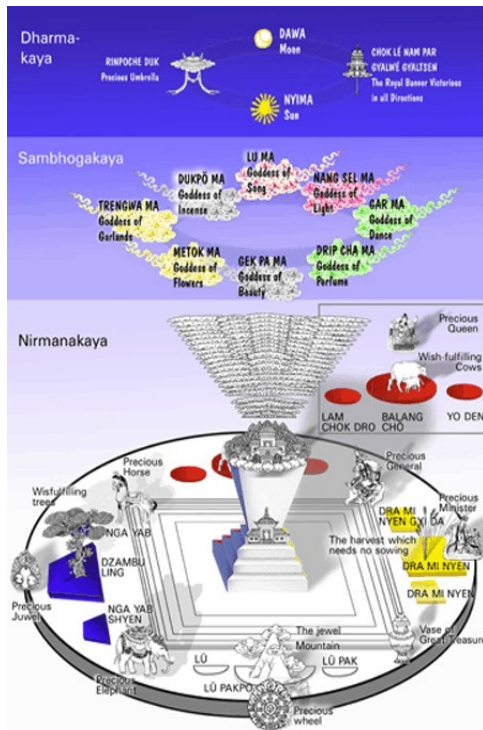 Dharma-
kaya
DAWA
Moon
RINPOCHE DUK
Precious Umbrella
CHOK LÉ NAM PAR
GYALWÉ GYALTSEN
The Royal Banner Victorious
in all Directions
NYIMA
Sun
Sambhogakaya
LU MA
Goddess of
Song
DUKPÖ MA
Goddess of
Incense
NANG SEL MA
Goddess of
Light
TRENGWA MA
Goddess of
Garlands
GAR MA
Goddess of
Dance
METOK MA
Goddess of
Flowers
GEK PA MA
Goddess of
Beauty
DRIP CHA MA
Goddess of
Perfume
Nirmanakaya
Precious
Queen
Wish-fulfilling
Cows
LAM
CHOK DRO
BALANG
CHÖ
YO DEN
Precious
Horse
Precious
General
Wisfulfilling
trees
NGA YAB
DZAMBU
LING
Precious
Juwel
NGA YAB
SHYEN
Precious
Elephant
DRA MI
NYEN GYI DA
Precious
Minister
The harvest which
needs no sowing
DRA MI NYEN
DRA MI NYEN
Vase of
Great Treasure
The jewel
Mountain
LÜ
LÜ PAK
LÜ PAKPO
Precious
wheel